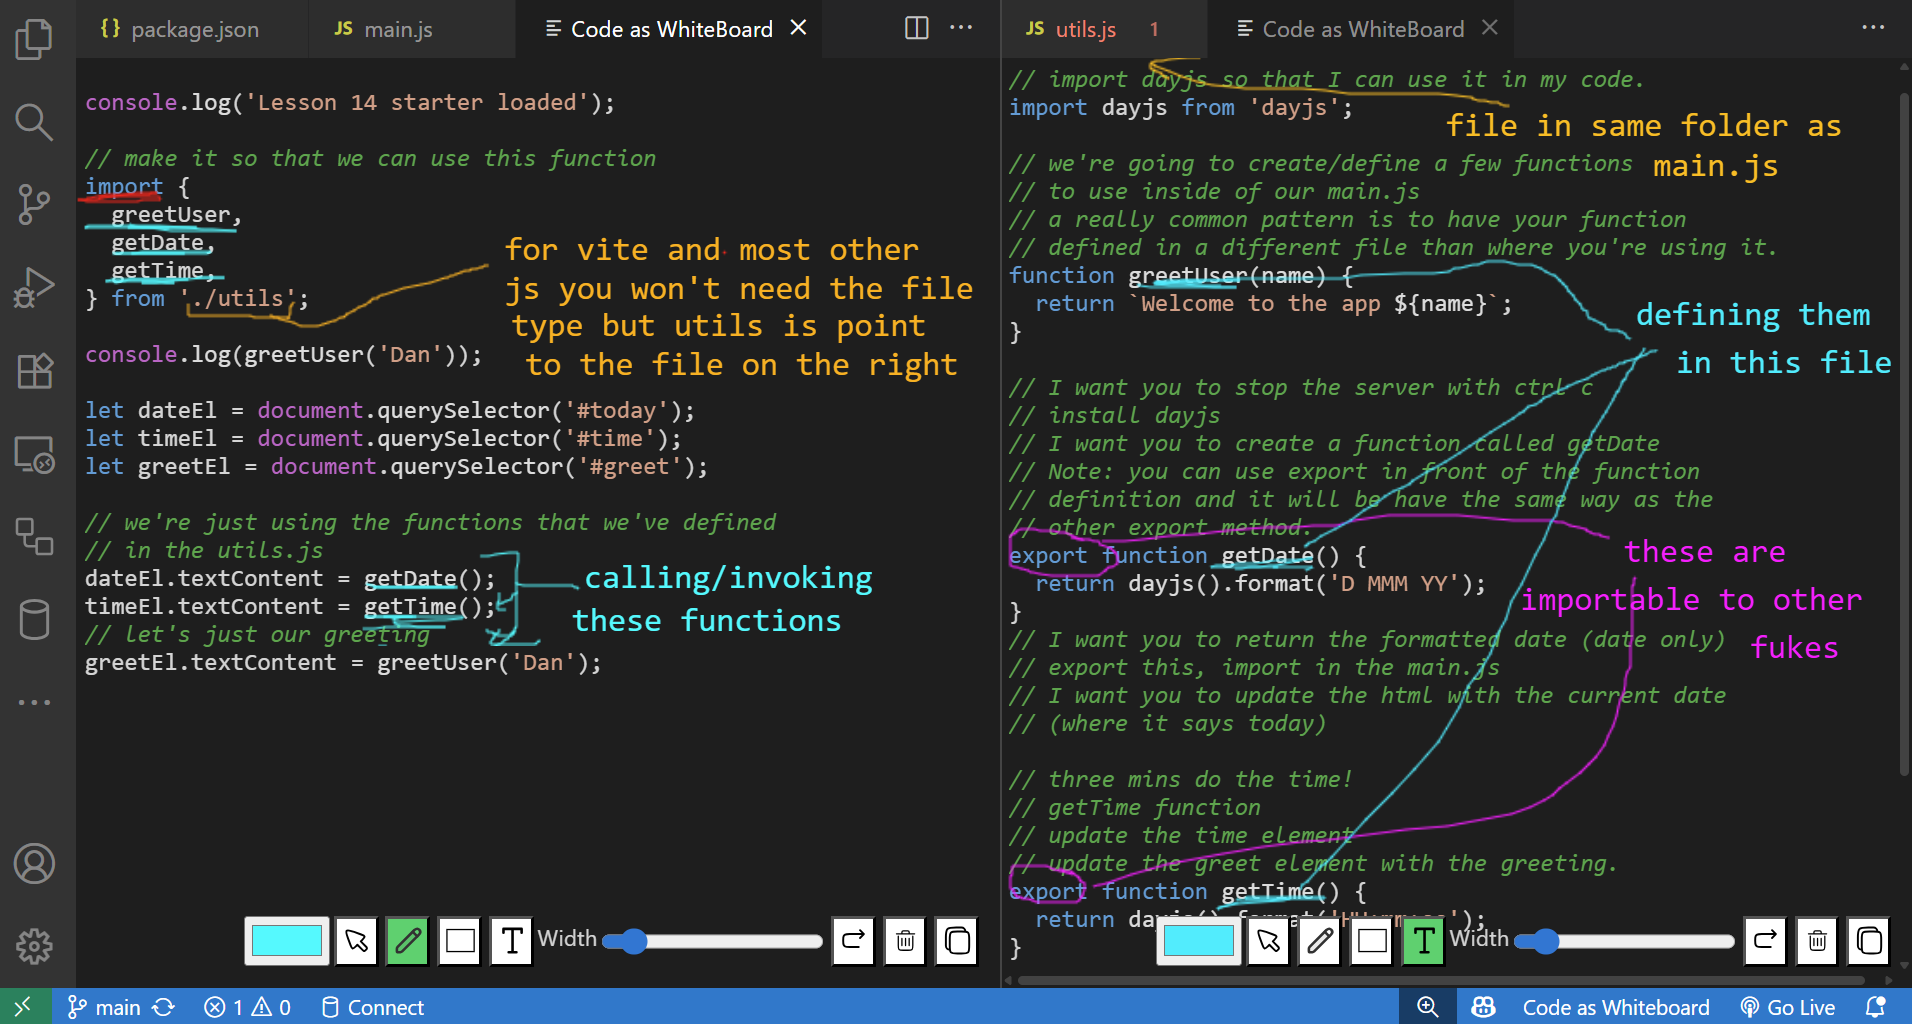 package.json
main.js
Code as WhiteBoard
console.log('Lesson 14 starter loaded');
// make it so that we can use this function
import {
greetUser,
getDate,
getTime,
} from './utils';
console.log(greetUser('Dan'));
let dateEl = document.querySelector('#today');
let timeEl = document.querySelector('#time');
let greetEl = document.querySelector('#greet');
// we're just using the functions that we've defined
// in the utils.js
dateEl.textContent = getDate();
timeEl.textContent = getTime();
// let's just our greeting
greetEl.textContent = greetUser('Dan');
for vite and most other
js you won't need the file
type but utils is point
to the file on the right
calling/invoking
these functions
Width
JS utils.js 1
Code as WhiteBoard
// import dayjs so that I can use it in my code.
import dayjs from 'dayjs';
// we're going to create/define a few functions
// to use inside of our main.js
// a really common pattern is to have your function
// defined in a different file than where you're using it.
function greetUser(name) {
return `Welcome to the app ${name}`;
}
// I want you to stop the server with ctrl c
// install dayjs
// I want you to create a function called getDate
// Note: you can use export in front of the function
// definition and it will be have the same way as the
// other export method.
export function getDate() {
return dayjs().format('D MMM YY');
}
// I want you to return the formatted date (date only)
// export this, import in the main.js
// I want you to update the html with the current date
// (where it says today)
// three mins do the time!
// getTime function
// update the time element
// update the greet element with the greeting.
export function getTime() {
return
}
file in same folder as
main.js
defining them
in this file
these are
importable to other
fukes
Width
main
1 0
Connect
Code as Whiteboard
Go Live